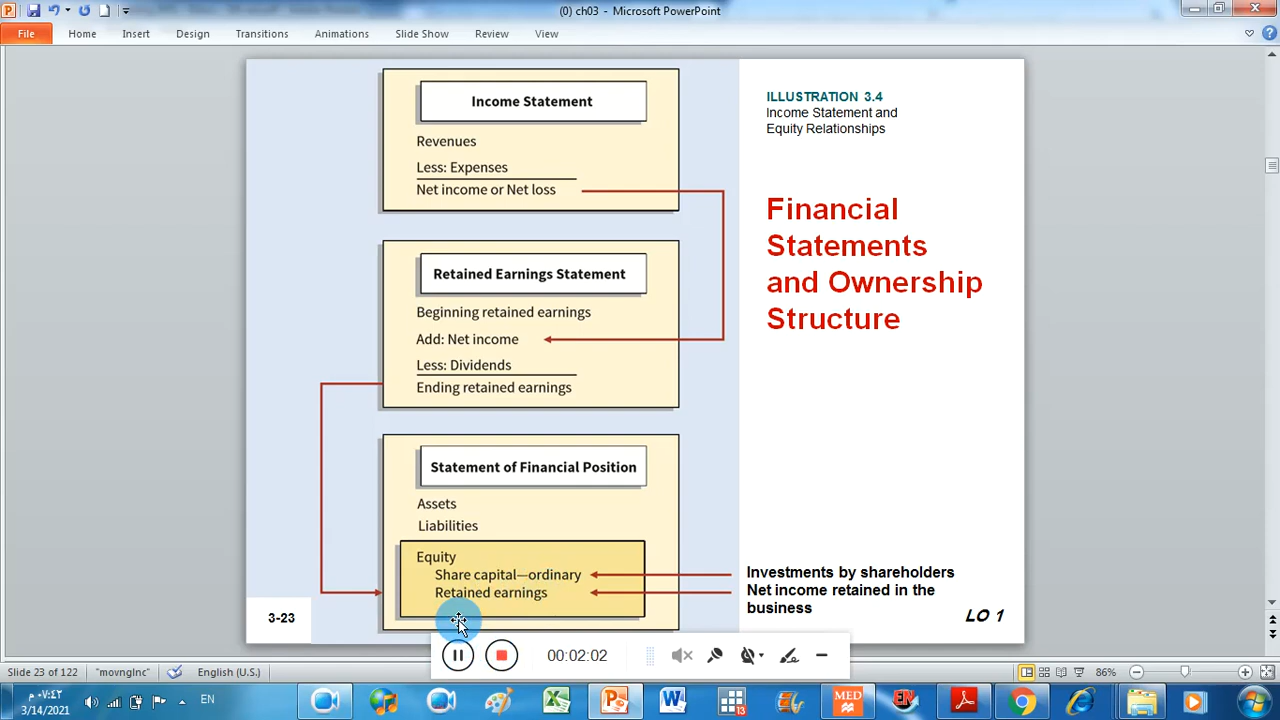 (0) ch03 - Microsoft PowerPoint
File Home Insert Design Transitions Animations Slide Show Review View
Income Statement
Revenues
Less: Expenses
Net income or Net loss
Retained Earnings Statement
Beginning retained earnings
Add: Net income
Less: Dividends
Ending retained earnings
Statement of Financial Position
Assets
Liabilities
Equity
Share capital—ordinary
Retained earnings
ILLUSTRATION 3.4
Income Statement and
Equity Relationships
Financial
Statements
and Ownership
Structure
Investments by shareholders
Net income retained in the
business
LO 1
3-23
00:02:02
Slide 23 of 122 "movngInc" English (U.S.) 86%
م ٠٧:٤٢
3/14/2021
EN
13
MED